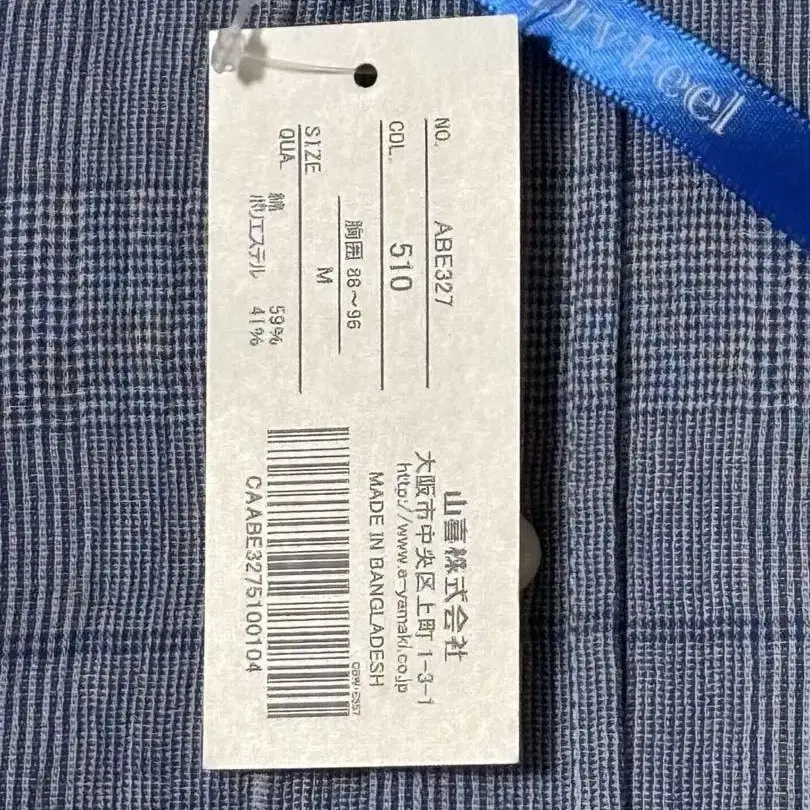 NO. ABE327
COL. 510
胸囲 88～96
SIZE M
QUA. 綿 59%
ポリエステル 41%
山喜株式会社
大阪市中央区上町1-3-1
http://www.a-yamaki.co.jp
MADE IN BANGLADESH
CAABE3275100104
Feel